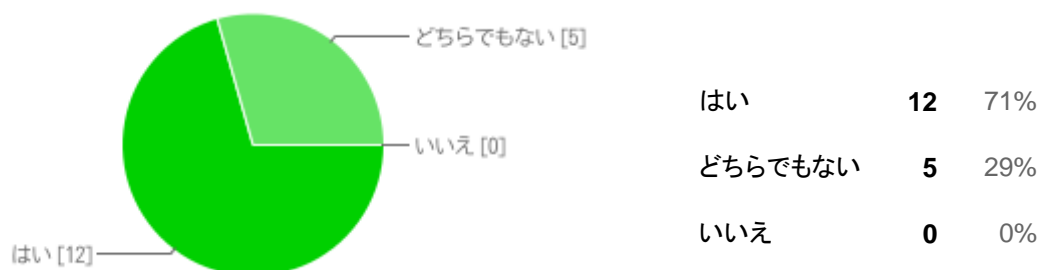 どちらでもない [5]
いいえ [0]
はい [12]
はい 12 71%
どちらでもない 5 29%
いいえ 0 0%